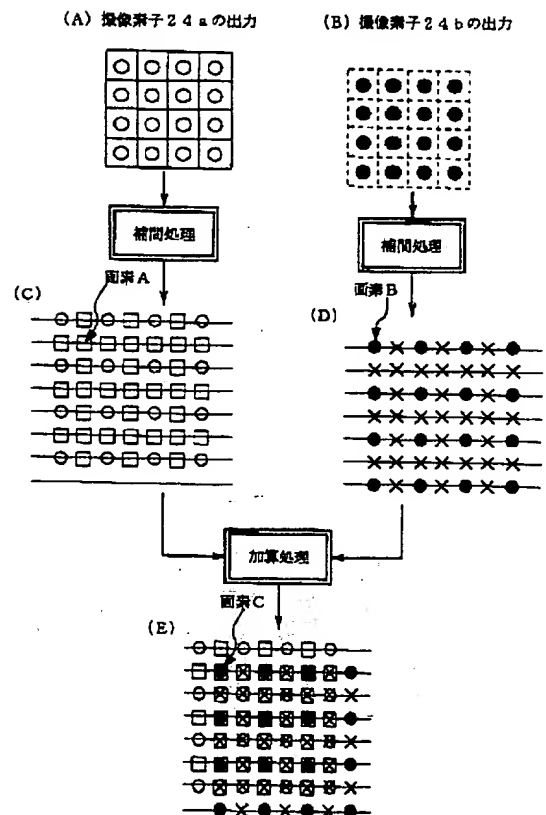 (A) 撮像素子24aの出力
(B) 撮像素子24bの出力
補間処理
補間処理
画素A
(C)
画素B
(D)
加算処理
画素C
(E)